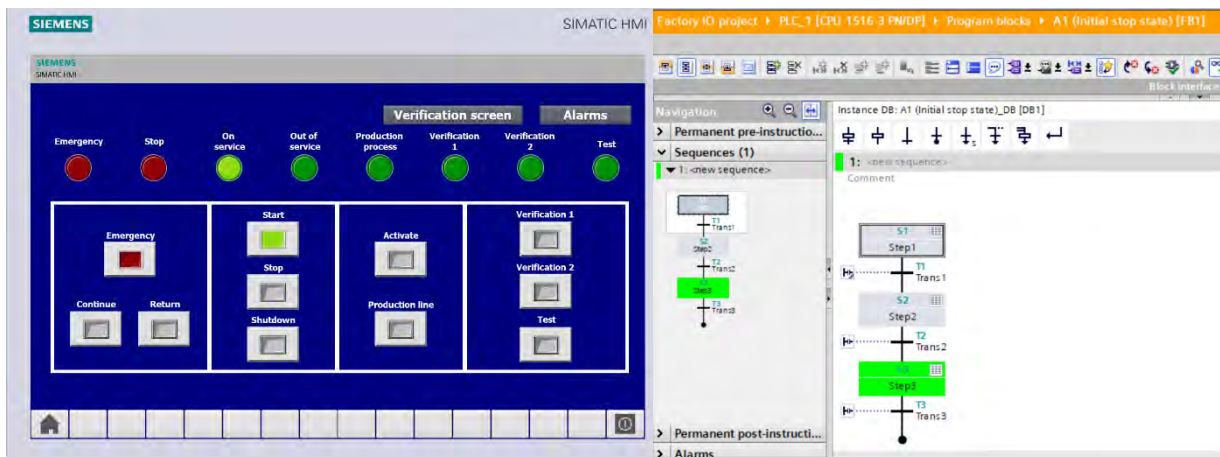 SIEMENS
SIMATIC HMI
SIEMENS
SIMATIC HMI
Verification screen
Alarms
Emergency
Stop
On
service
Out of
service
Production
process
Verification
1
Verification
2
Test
Emergency
Continue
Return
Start
Stop
Shutdown
Activate
Production line
Verification 1
Verification 2
Test
Factory IO project PLC_1 [CPU 1516-3 PN/DP] Program blocks A1 (Initial stop state) [FB1]
Block interface
Navigation
Permanent pre-instructio...
Sequences (1)
1: <new sequence>
T1
Trans1
S2
Step2
T2
Trans2
Step3
T3
Trans3
Permanent post-instructi...
Alarms
Instance DB: A1 (Initial stop state)_DB [DB1]
1: <new sequence>
Comment
S1
Step1
T1
Trans1
S2
Step2
T2
Trans2
S3
Step3
T3
Trans3